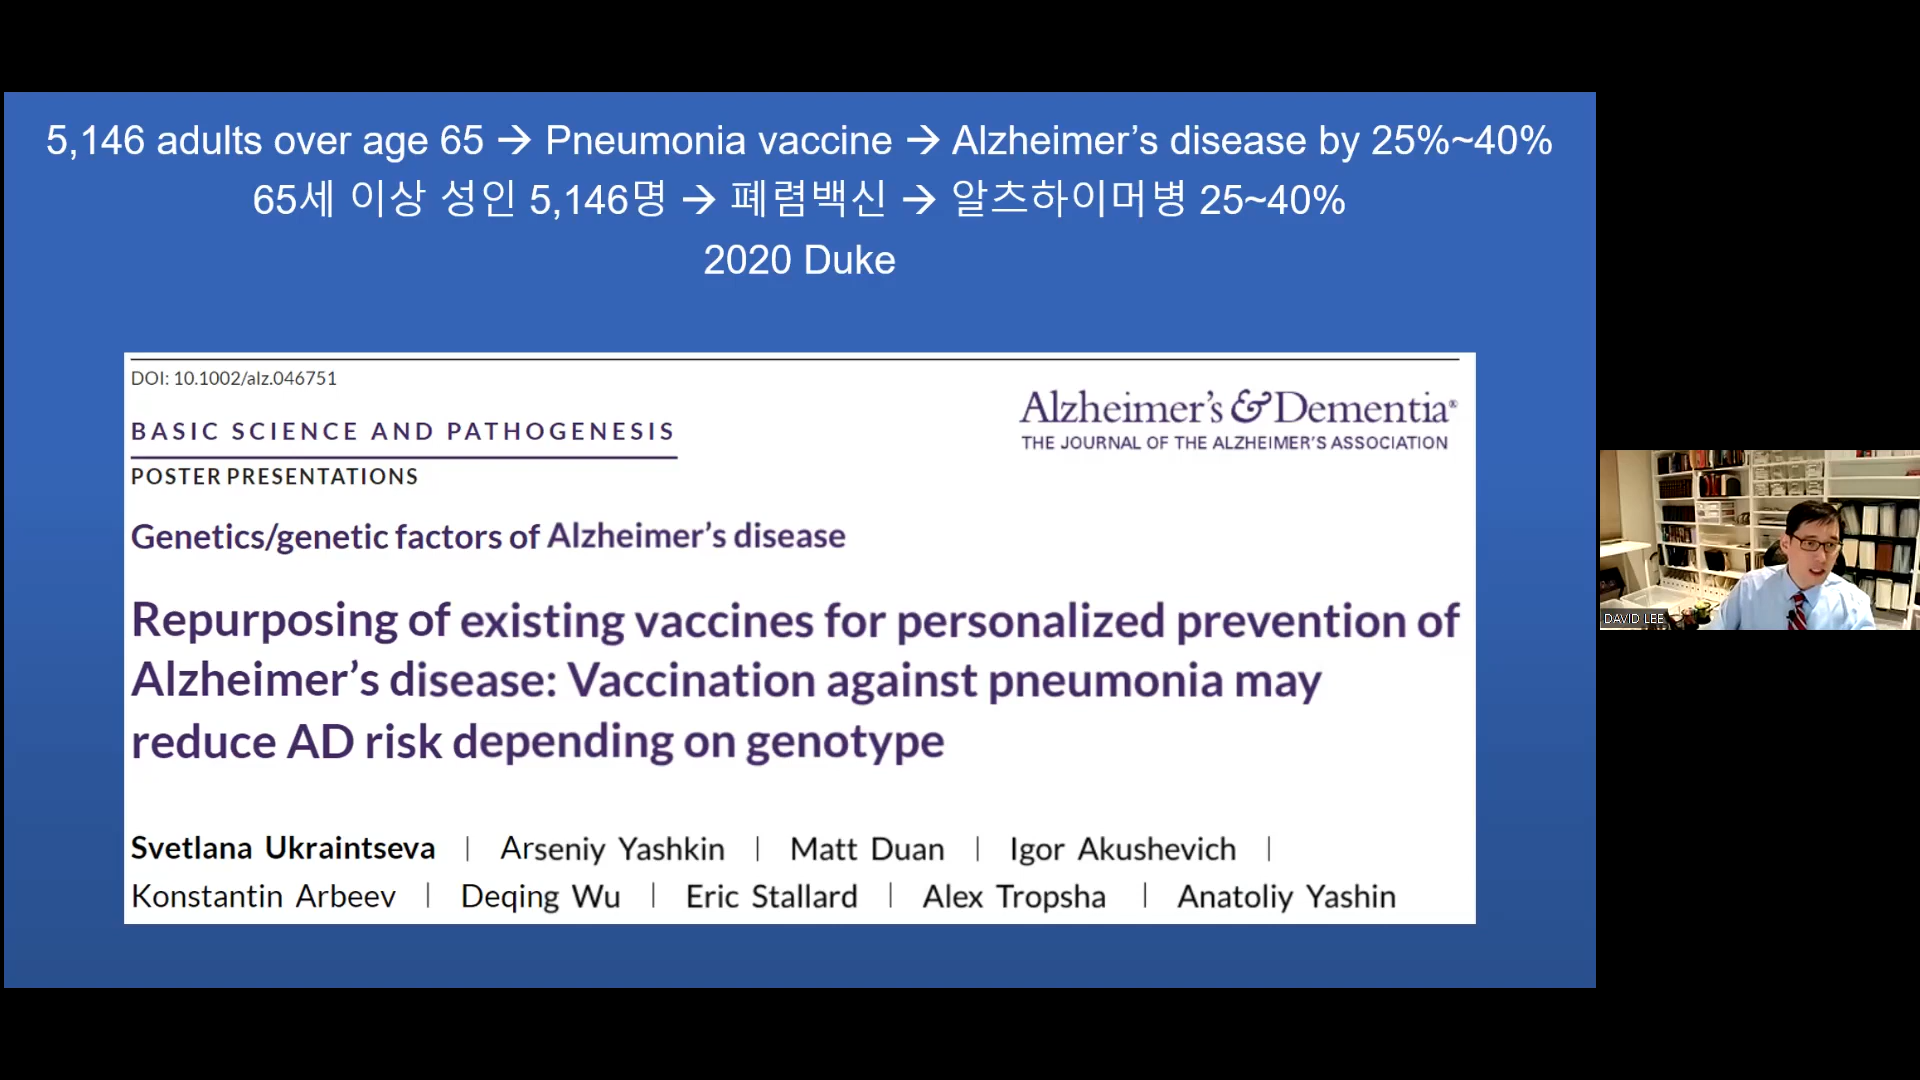 5,146 adults over age 65 → Pneumonia vaccine → Alzheimer’s disease by 25%~40%
65세 이상 성인 5,146명 → 폐렴백신 → 알츠하이머병 25~40%
2020 Duke
DOI: 10.1002/alz.046751
Alzheimer’s & Dementia®
THE JOURNAL OF THE ALZHEIMER’S ASSOCIATION
BASIC SCIENCE AND PATHOGENESIS
POSTER PRESENTATIONS
Genetics/genetic factors of Alzheimer’s disease
Repurposing of existing vaccines for personalized prevention of
Alzheimer’s disease: Vaccination against pneumonia may
reduce AD risk depending on genotype
Svetlana Ukraintseva | Arseniy Yashkin | Matt Duan | Igor Akushevich |
Konstantin Arbeev | Deqing Wu | Eric Stallard | Alex Tropsha | Anatoliy Yashin
DAVID LEE